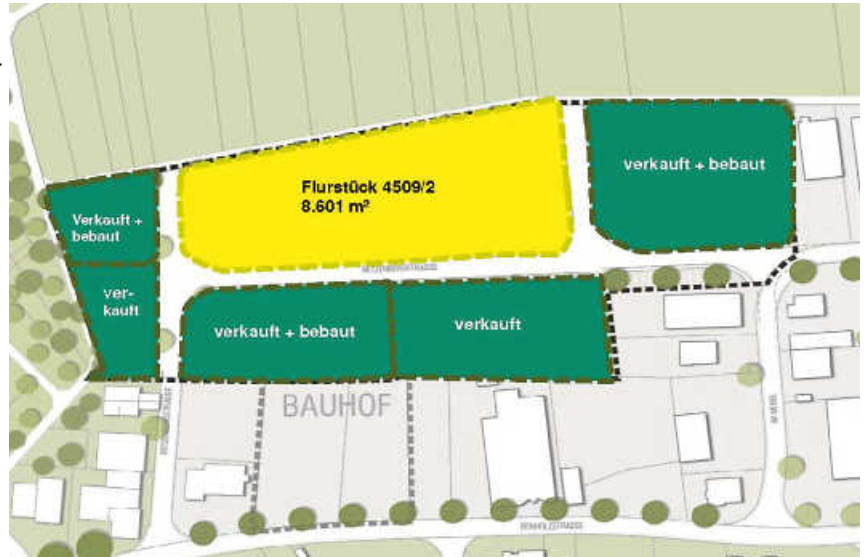 verkauft + bebaut
Flurstück 4509/2
8.601 m²
Verkauft +
bebaut
ver-
kauft
verkauft + bebaut
verkauft
BAUHOF